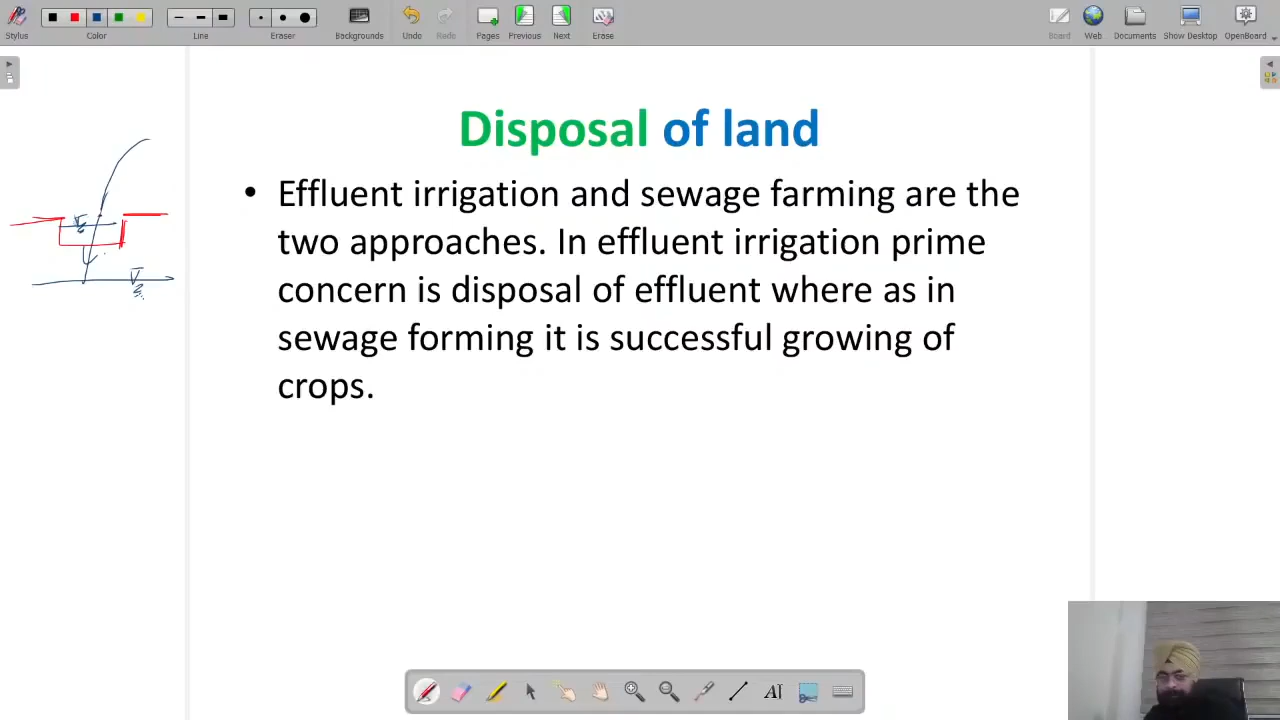 Stylus
Color
Line
Eraser
Backgrounds
Undo
Redo
Pages
Previous
Next
Erase
Board
Web
Documents
Show Desktop
OpenBoard
Disposal of land
• Effluent irrigation and sewage farming are the
two approaches. In effluent irrigation prime
concern is disposal of effluent where as in
sewage forming it is successful growing of
crops.